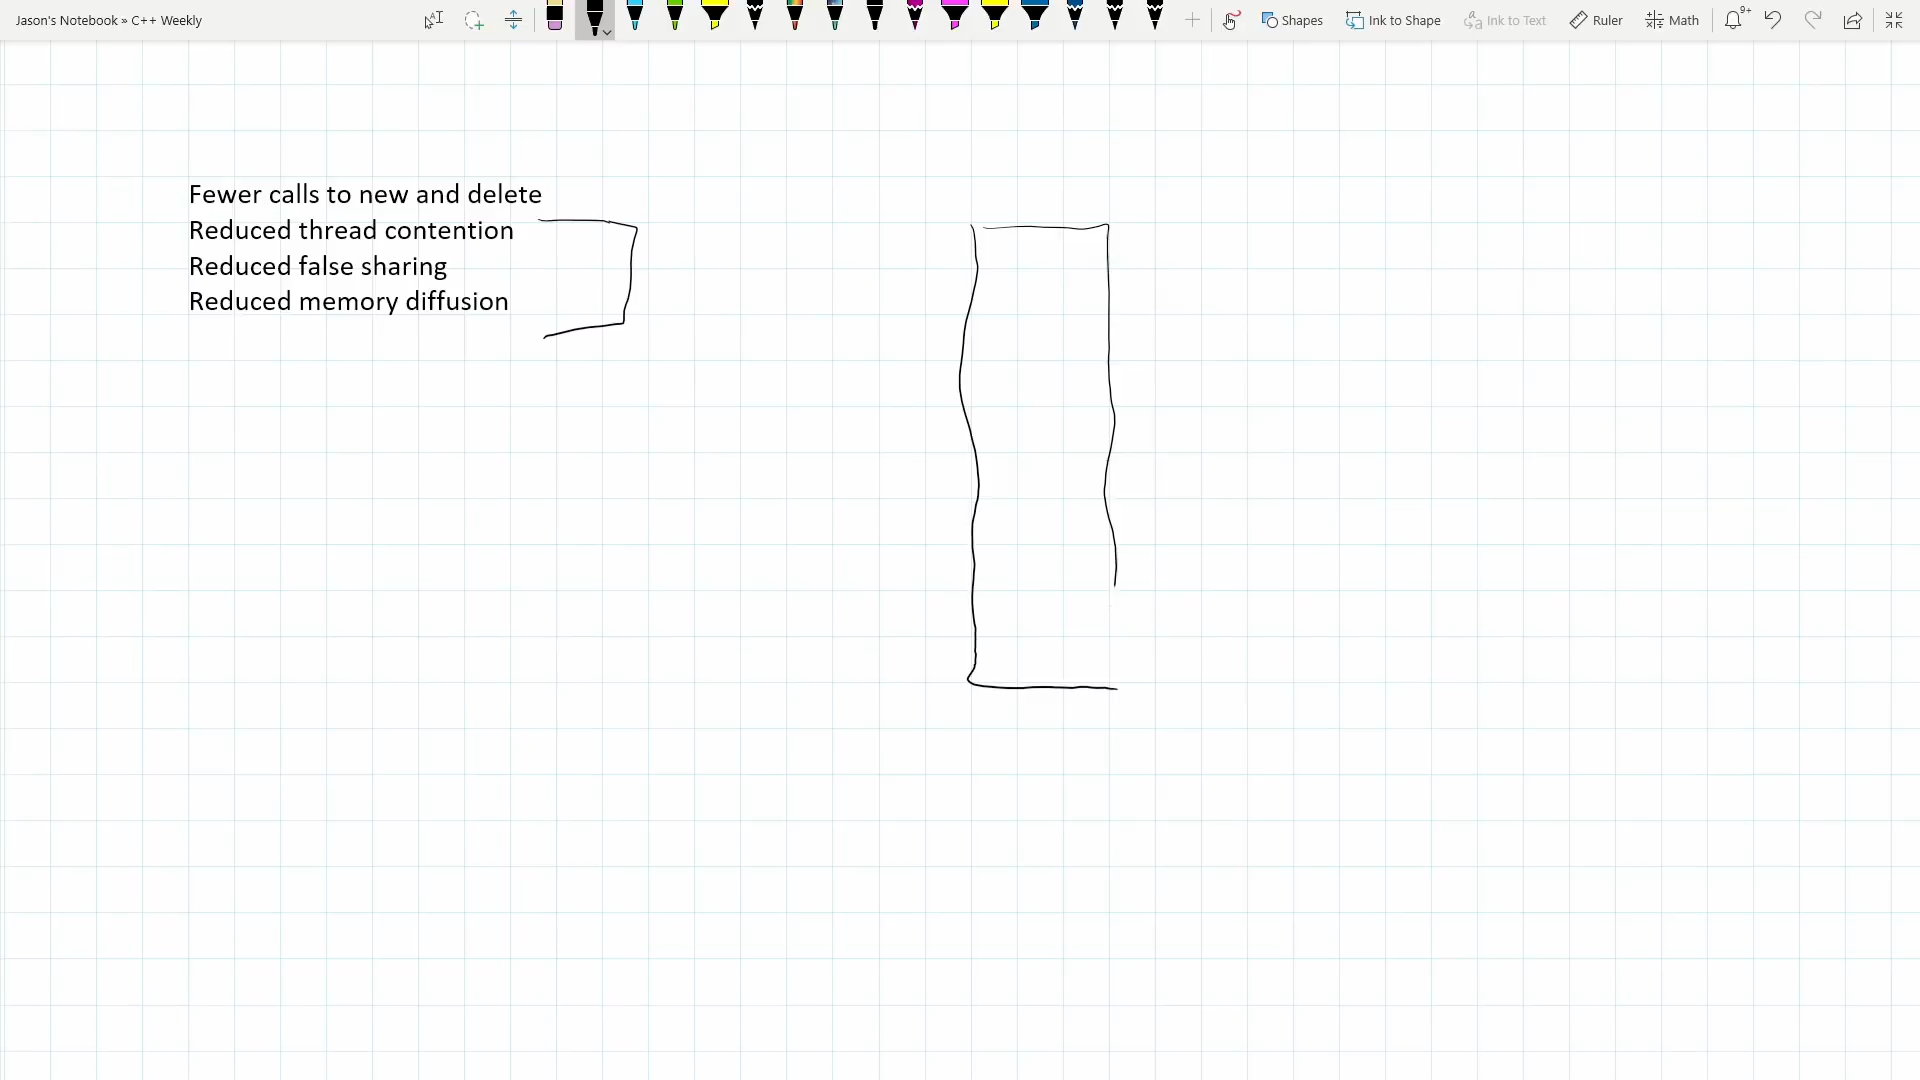 Jason's Notebook » C++ Weekly
Shapes
Ink to Shape
Ink to Text
Ruler
Math
9+
Fewer calls to new and delete
Reduced thread contention
Reduced false sharing
Reduced memory diffusion